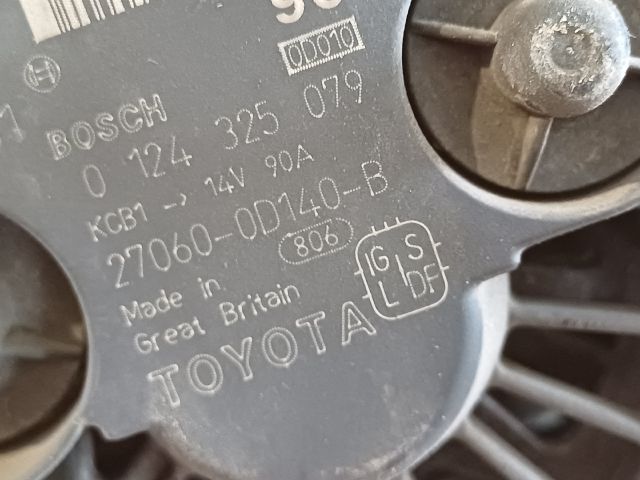 0D010
BOSCH
0 124 325 079
KCB1 -> 14V 90A
27060-0D140-B
806
Made in
Great Britain
IG S
L I DF
TOYOTA